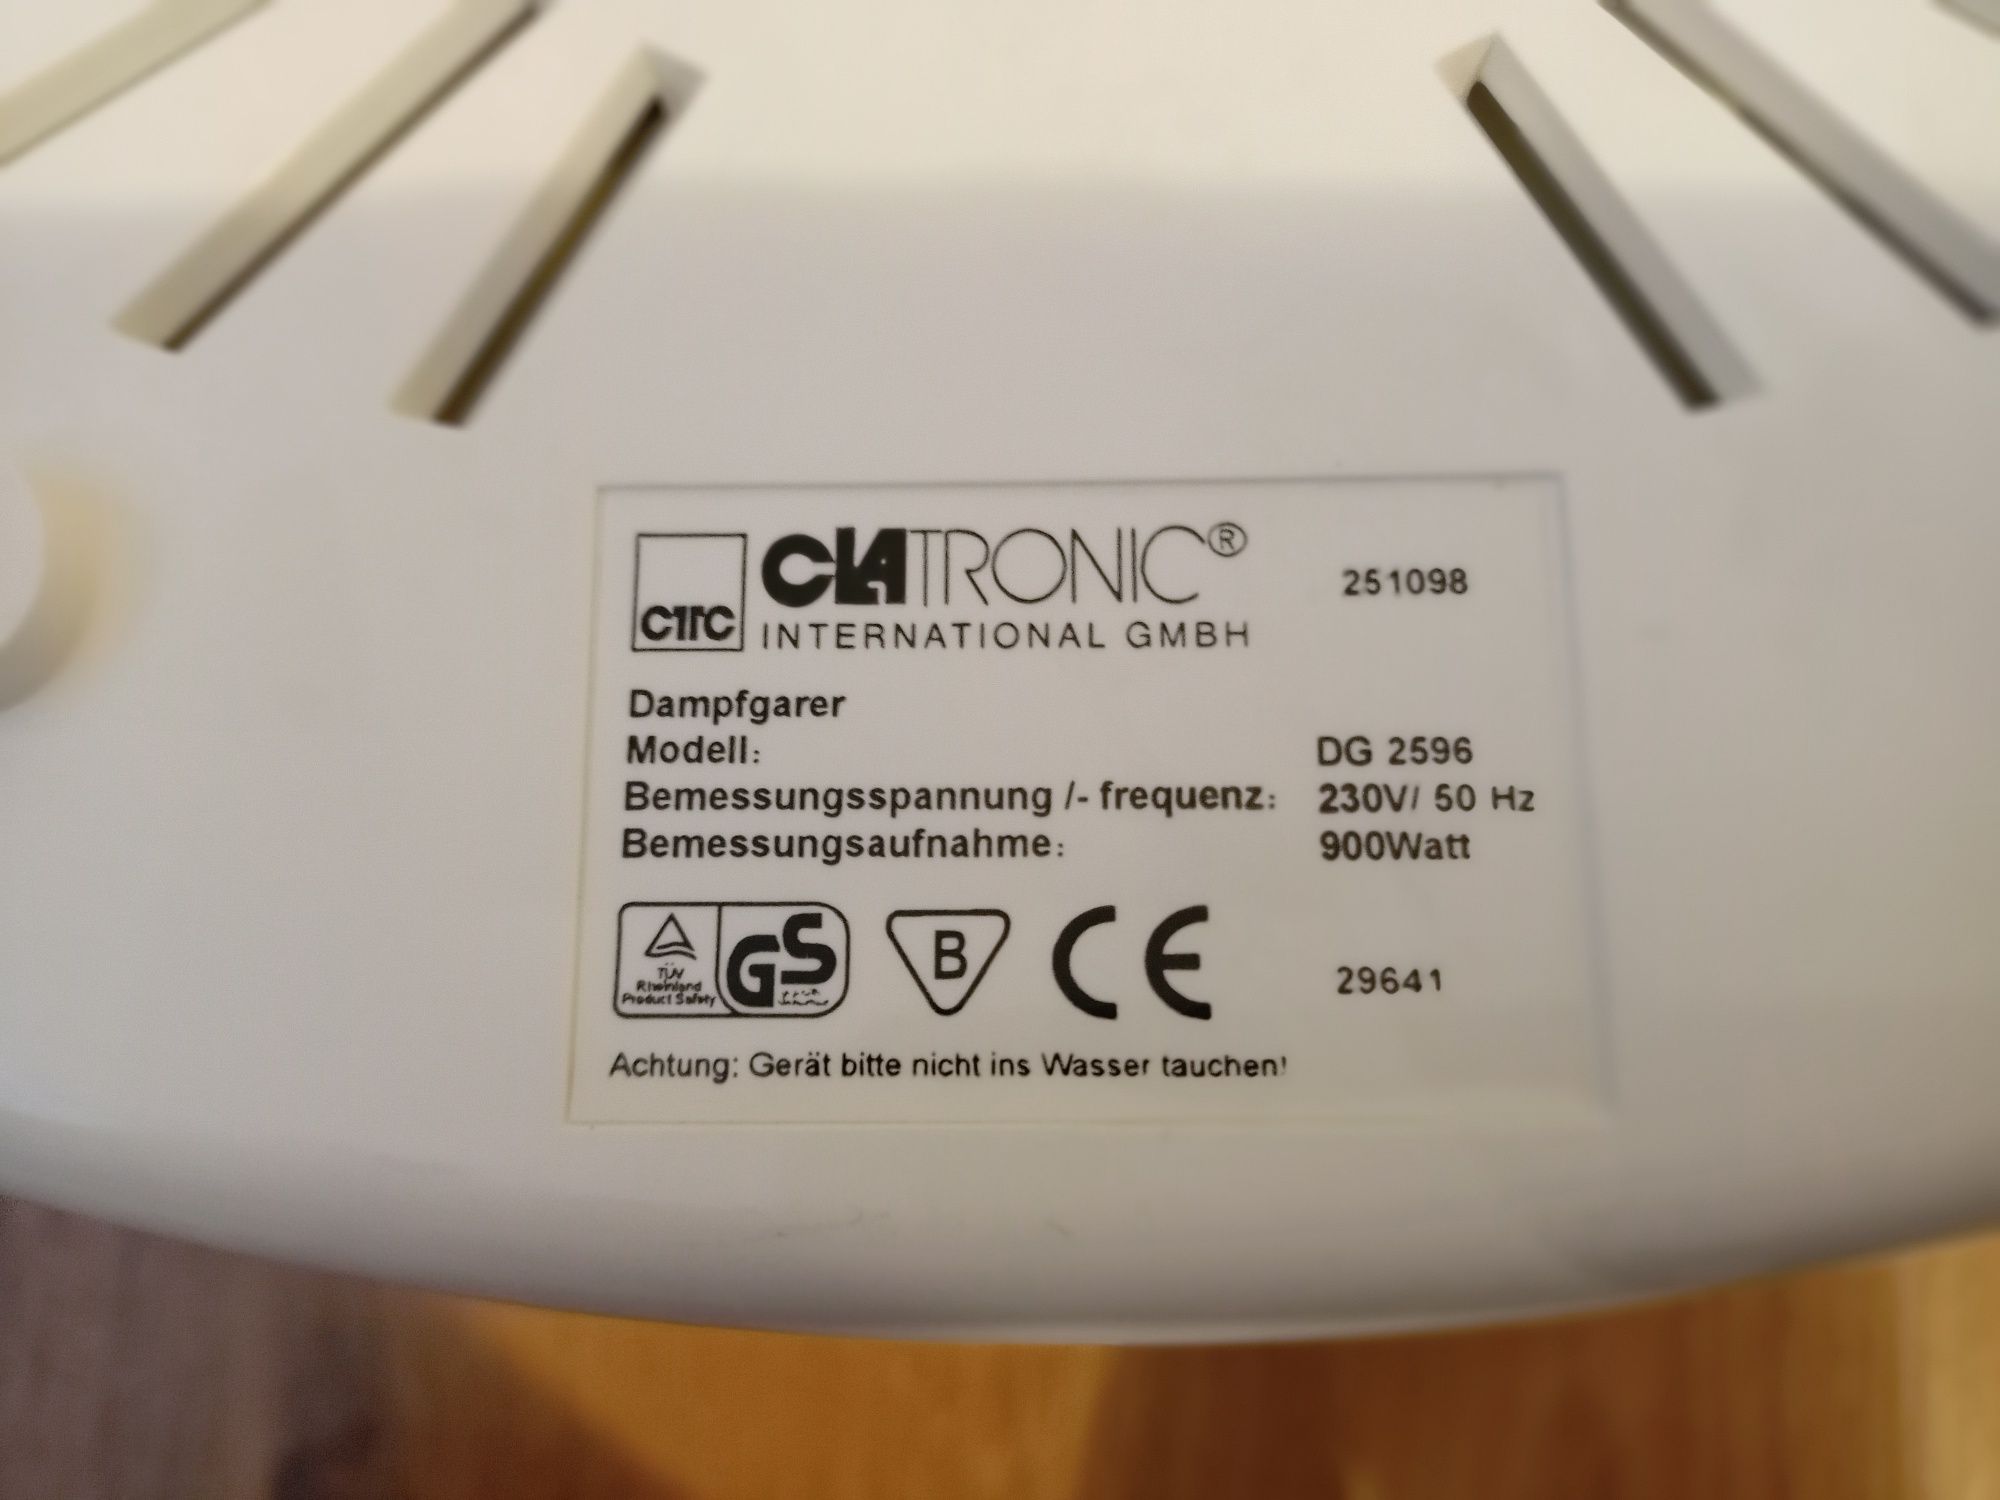 CTC CLATRONIC® 251098
INTERNATIONAL GMBH
Dampfgarer
Modell: DG 2596
Bemessungsspannung /- frequenz: 230V/ 50 Hz
Bemessungsaufnahme: 900Watt
TÜV
Rheinland
Product Safety
GS
B
CE
29641
Achtung: Gerät bitte nicht ins Wasser tauchen!